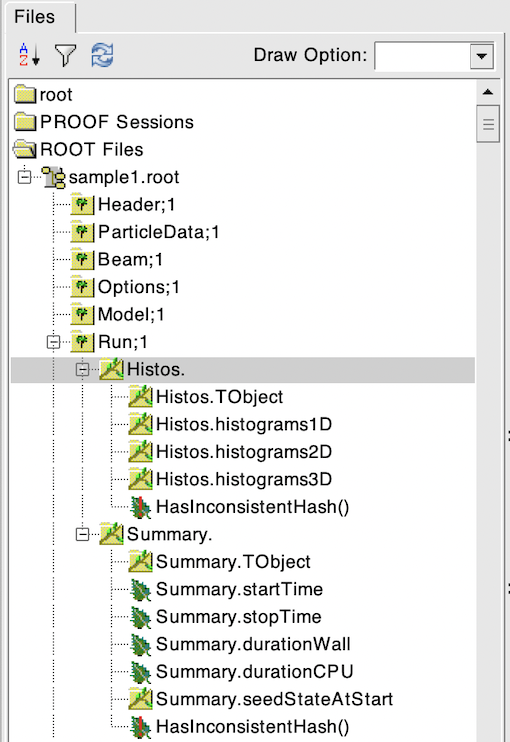 Files
Draw Option:
root
PROOF Sessions
ROOT Files
sample1.root
Header;1
ParticleData;1
Beam;1
Options;1
Model;1
Run;1
Histos.
Histos.TObject
Histos.histograms1D
Histos.histograms2D
Histos.histograms3D
HasInconsistentHash()
Summary.
Summary.TObject
Summary.startTime
Summary.stopTime
Summary.durationWall
Summary.durationCPU
Summary.seedStateAtStart
HasInconsistentHash()